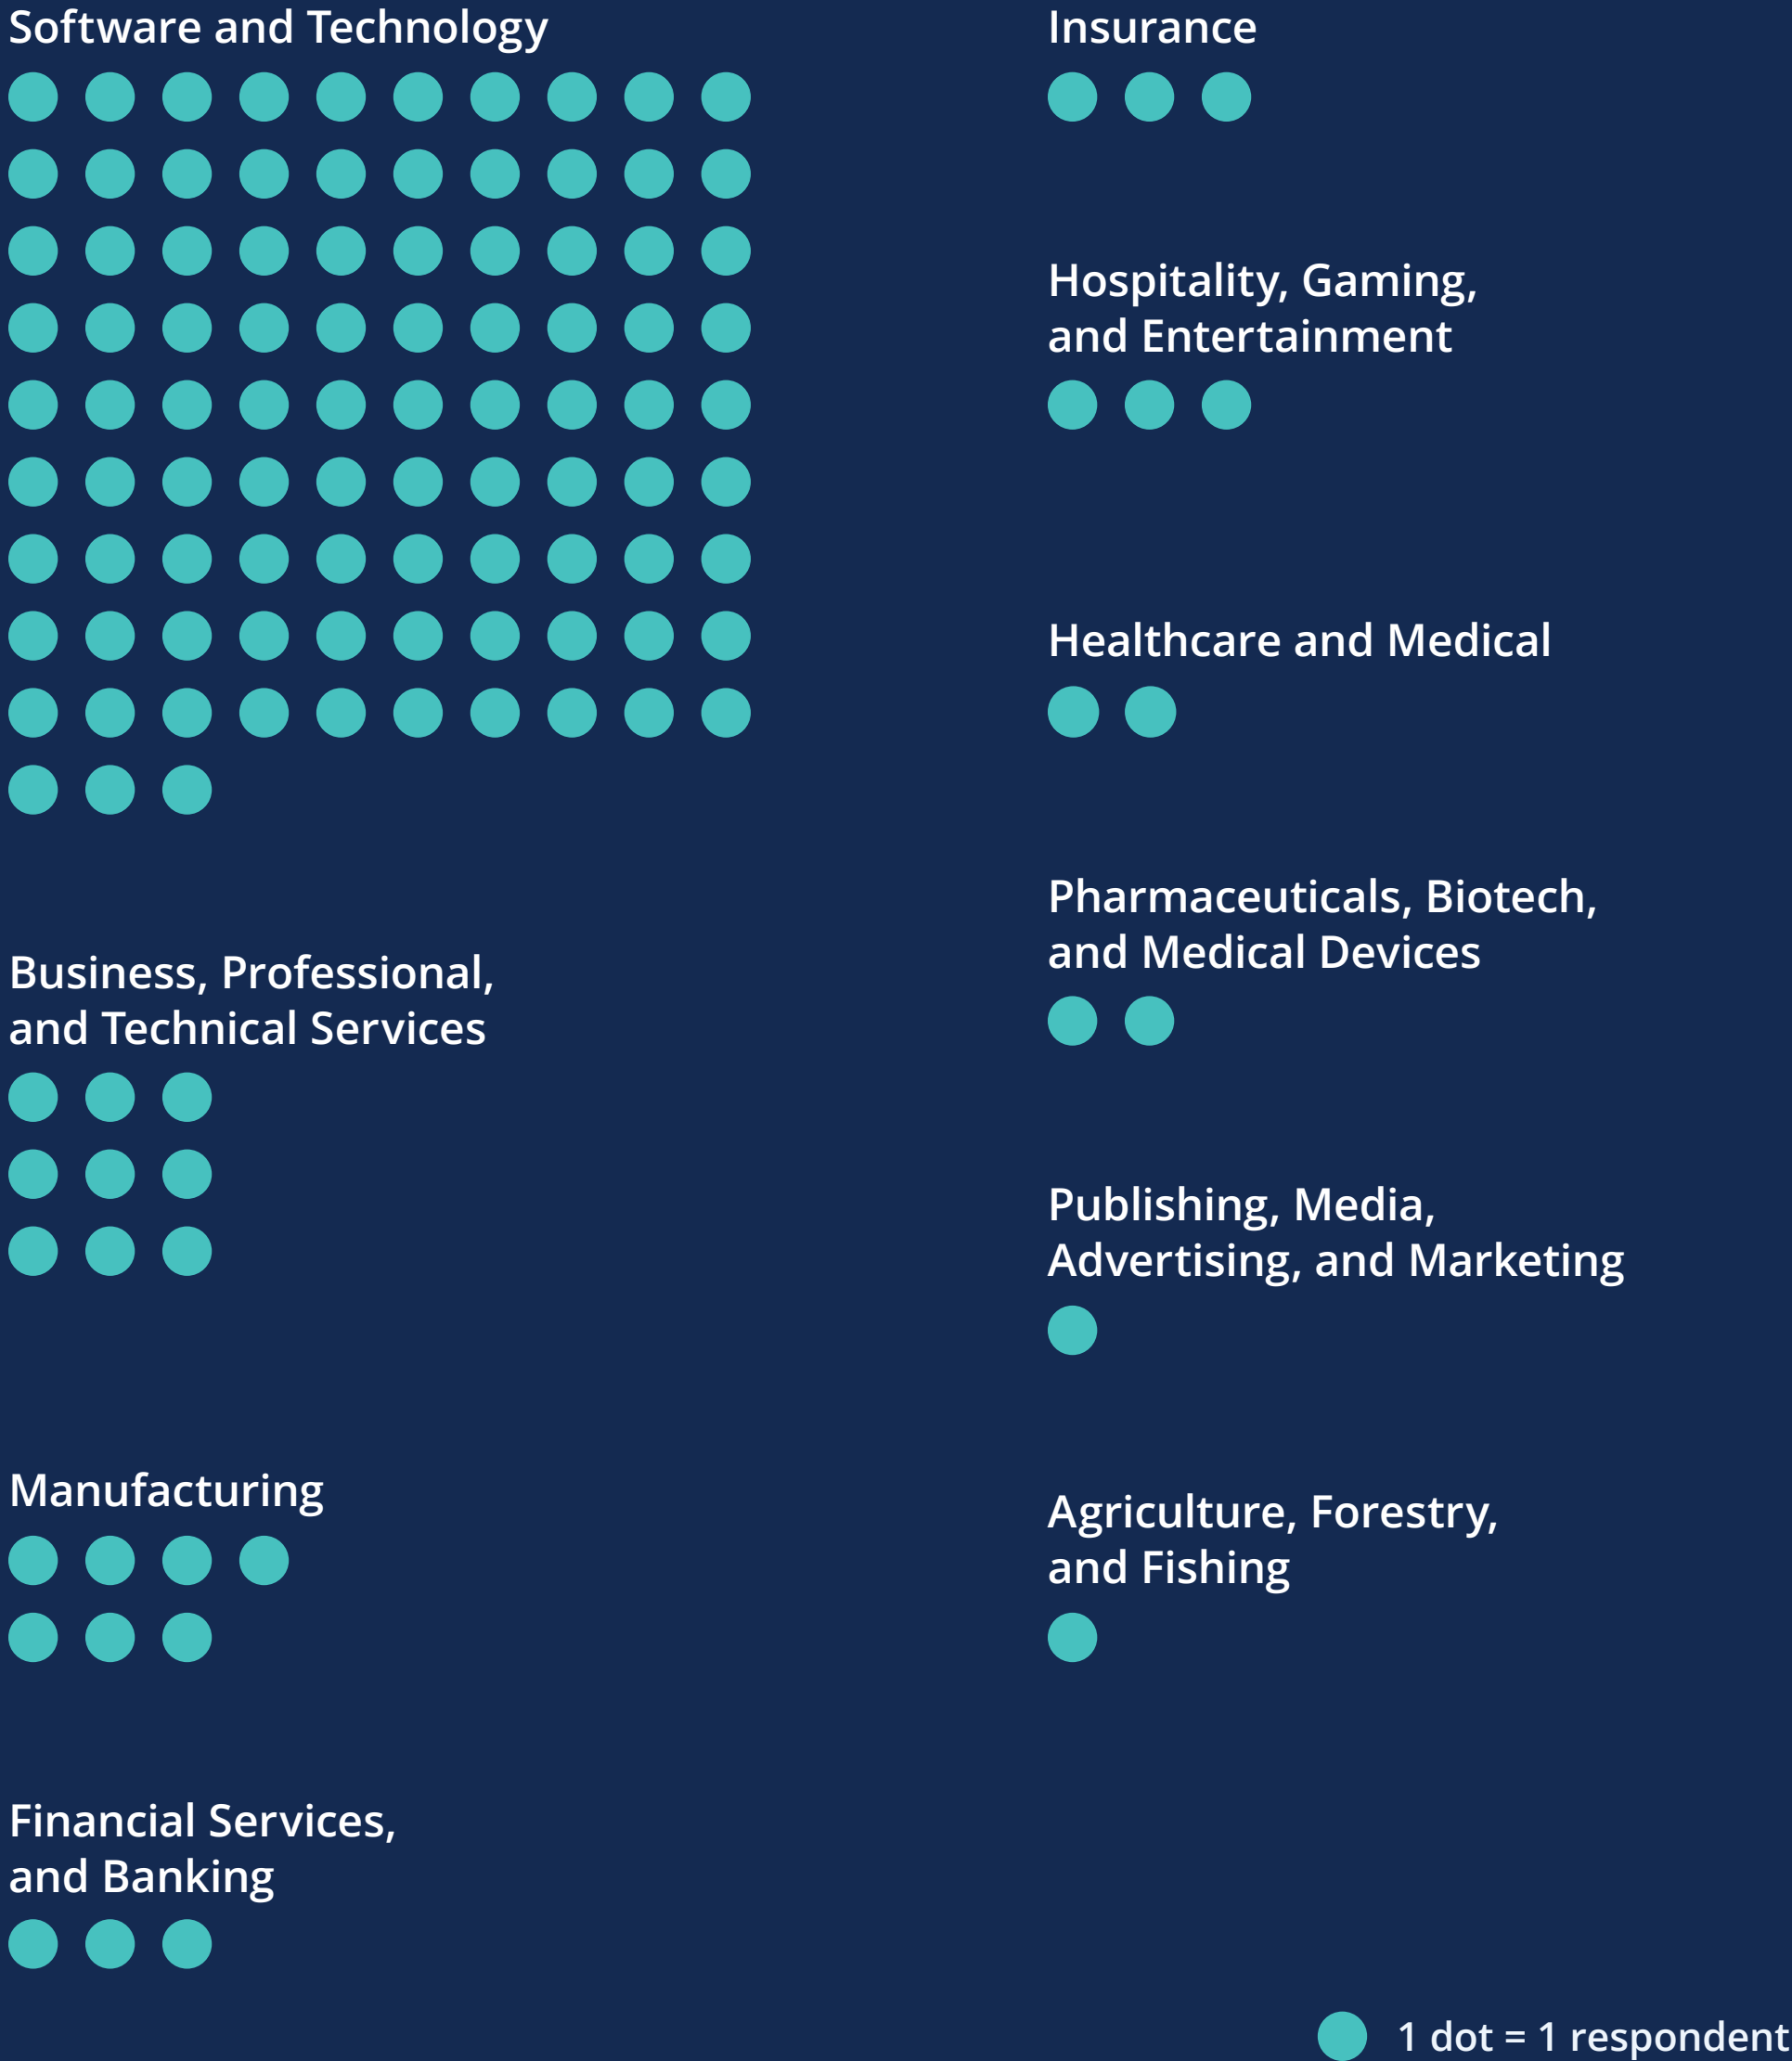 Software and Technology
Business, Professional,
and Technical Services
Manufacturing
Financial Services,
and Banking
Insurance
Hospitality, Gaming,
and Entertainment
Healthcare and Medical
Pharmaceuticals, Biotech,
and Medical Devices
Publishing, Media,
Advertising, and Marketing
Agriculture, Forestry,
and Fishing
1 dot = 1 respondent